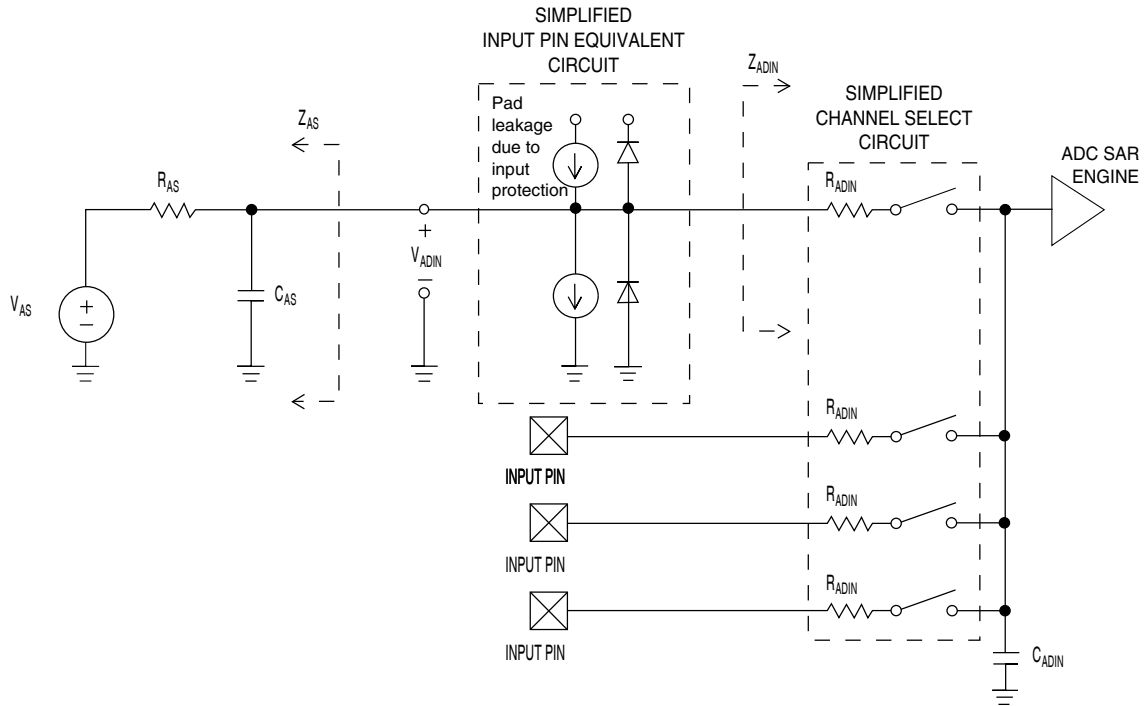 SIMPLIFIED
INPUT PIN EQUIVALENT
CIRCUIT
Pad
leakage
due to
input
protection
Z_ADIN
SIMPLIFIED
CHANNEL SELECT
CIRCUIT
ADC SAR
ENGINE
Z_AS
R_AS
R_ADIN
+
V_ADIN
–
V_AS
+
–
C_AS
R_ADIN
INPUT PIN
R_ADIN
INPUT PIN
R_ADIN
INPUT PIN
C_ADIN